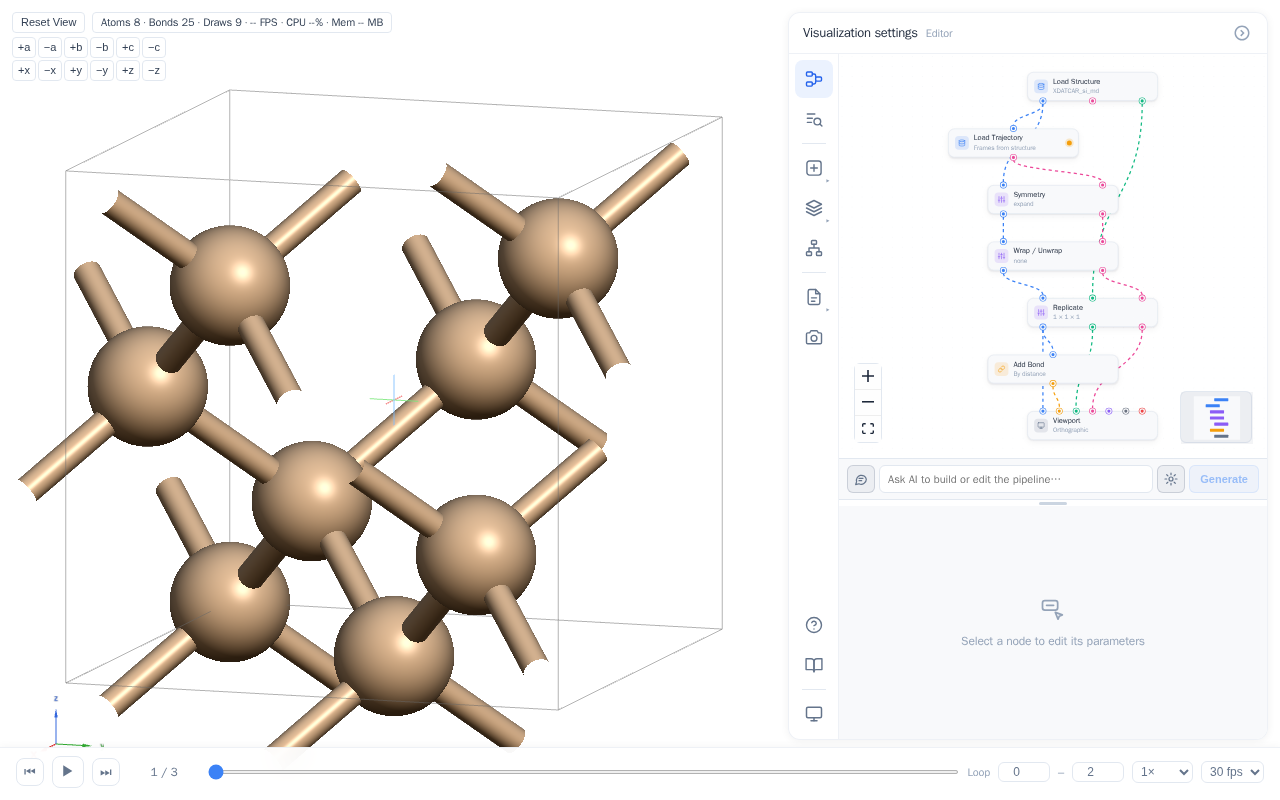 Reset View
Atoms 8 · Bonds 25 · Draws 9 · -- FPS · CPU --% · Mem -- MB
+a −a +b −b +c −c
+x −x +y −y +z −z
z
Visualization settings Editor
Load Structure
XDATCAR_si_md
Load Trajectory
Frames from structure
Symmetry
expand
Wrap / Unwrap
none
Replicate
1 × 1 × 1
Add Bond
By distance
Viewport
Orthographic
Ask AI to build or edit the pipeline···
Generate
Select a node to edit its parameters
1 / 3
Loop 0 – 2 1× 30 fps